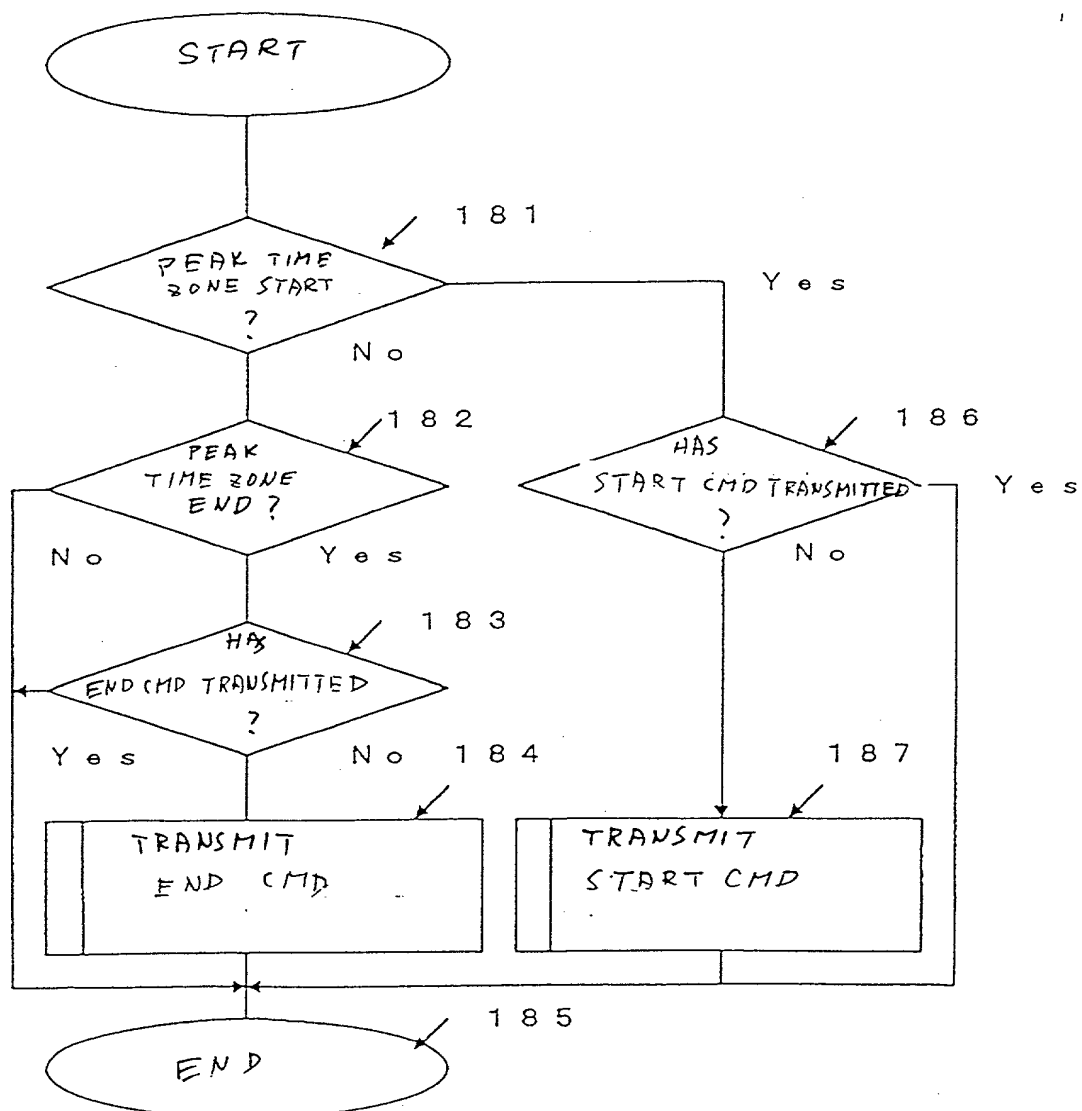 START
181
PEAK TIME
ZONE START
?
Yes
No
182
PEAK
TIME ZONE
END?
186
HAS
START CMD TRANSMITTED
?
Yes
No
Yes
No
183
HAS
END CMD TRANSMITTED
?
Yes
No
184
187
TRANSMIT
END CMD
TRANSMIT
START CMD
185
END